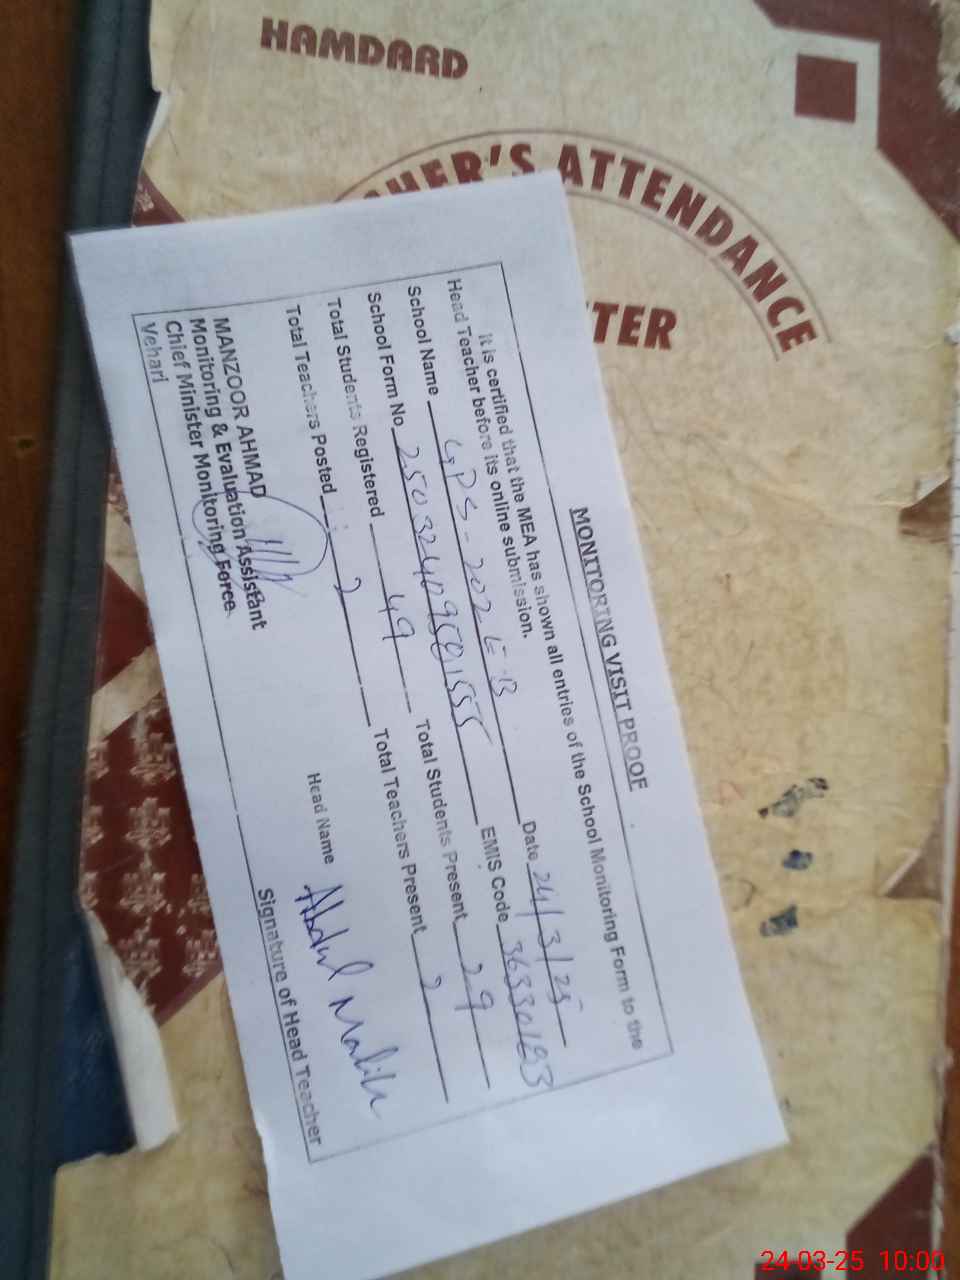 HAMDARD
HER'S ATTENDANCE
TER
MONITORING VISIT PROOF
It is certified that the MEA has shown all entries of the School Monitoring Form to the
Head Teacher before its online submission.
School Name GPS-202 E-B Date 24/3/25
School Form No 2503240950 EMIS Code
Total Students Registered 49 Total Students Present 29
Total Teachers Posted 2 Total Teachers Present 2
MANZOOR AHMAD
Monitoring & Evaluation Assistant
Chief Minister Monitoring Force
Vehari
Head Name Abdul Malik
Signature of Head Teacher
24-03-25 10:00